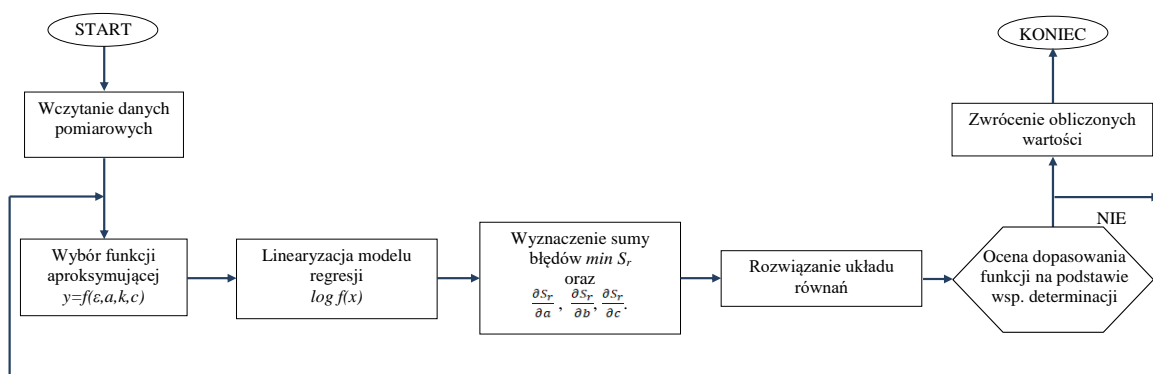 START
Wczytanie danych
pomiarowych
Wybór funkcji
aproksymującej
y=f(ε,a,k,c)
Linearyzacja modelu
regresji
log f(x)
Wyznaczenie sumy
błędów min Sᵣ
oraz
∂Sᵣ/∂a , ∂Sᵣ/∂b, ∂Sᵣ/∂c.
Rozwiązanie układu
równań
Ocena dopasowania
funkcji na podstawie
wsp. determinacji
NIE
Zwrócenie obliczonych
wartości
KONIEC